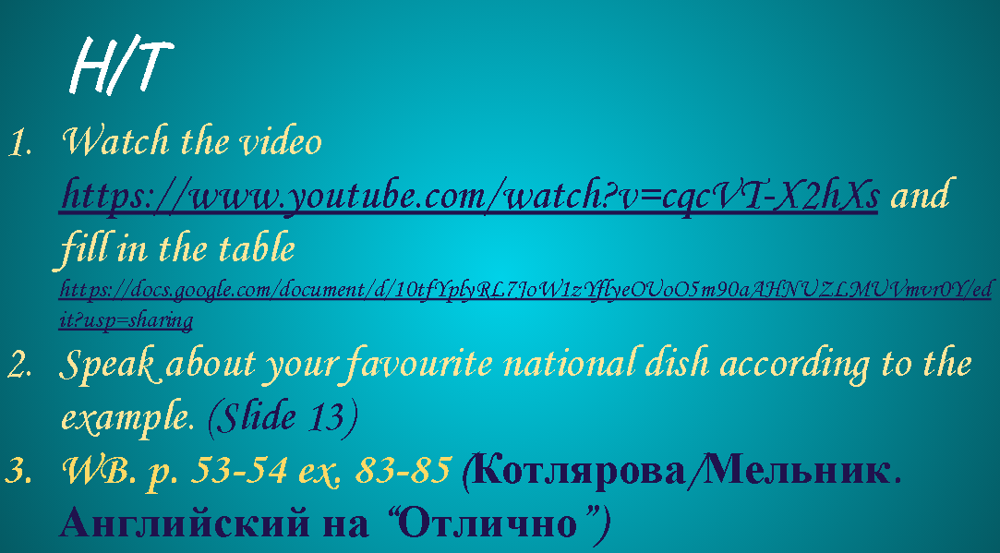 H/T
1. Watch the video
https://www.youtube.com/watch?v=cqcVT-X2hXs and
fill in the table
https://docs.google.com/document/d/10tfYplyRL7JoW1zYflyeOUoO5m90aAHNUZLMUVmvr0Y/ed
it?usp=sharing
2. Speak about your favourite national dish according to the
example. (Slide 13)
3. WB. p. 53-54 ex. 83-85 (Котлярова/Мельник.
Английский на “Отлично”)